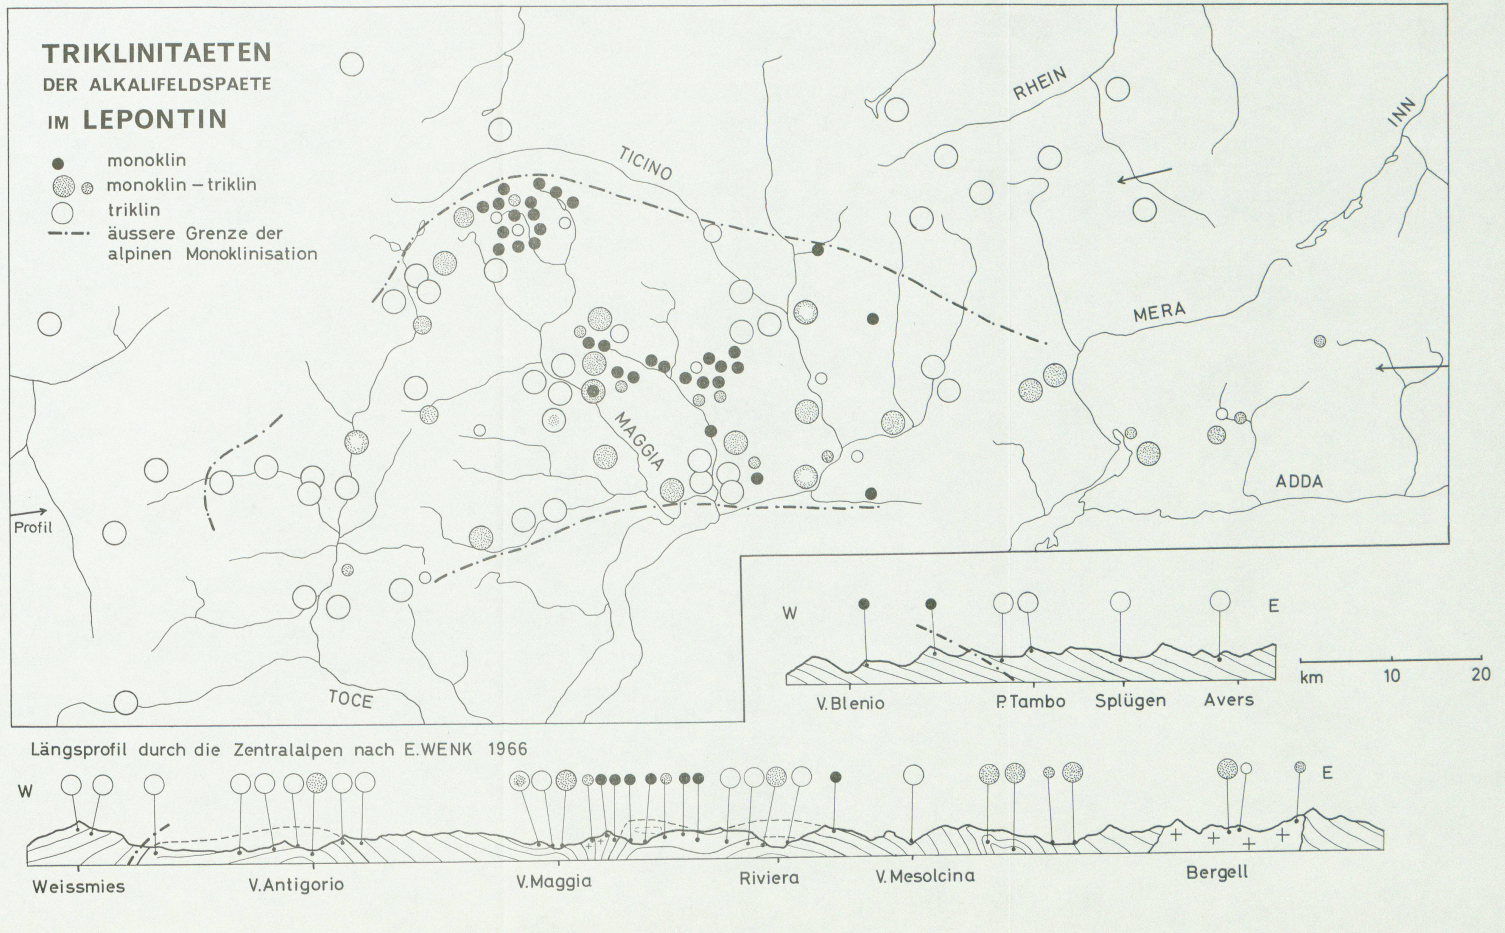 TRIKLINITAETEN
DER ALKALIFELDSPAETE
IM LEPONTIN
monoklin
monoklin – triklin
triklin
äussere Grenze der
alpinen Monoklinisation
TICINO
RHEIN
INN
MERA
MAGGIA
ADDA
Profil
TOCE
W
E
V. Blenio
P. Tambo
Splügen
Avers
km
10
20
Längsprofil durch die Zentralalpen nach E. WENK 1966
W
E
Weissmies
V. Antigorio
V. Maggia
Riviera
V. Mesolcina
Bergell